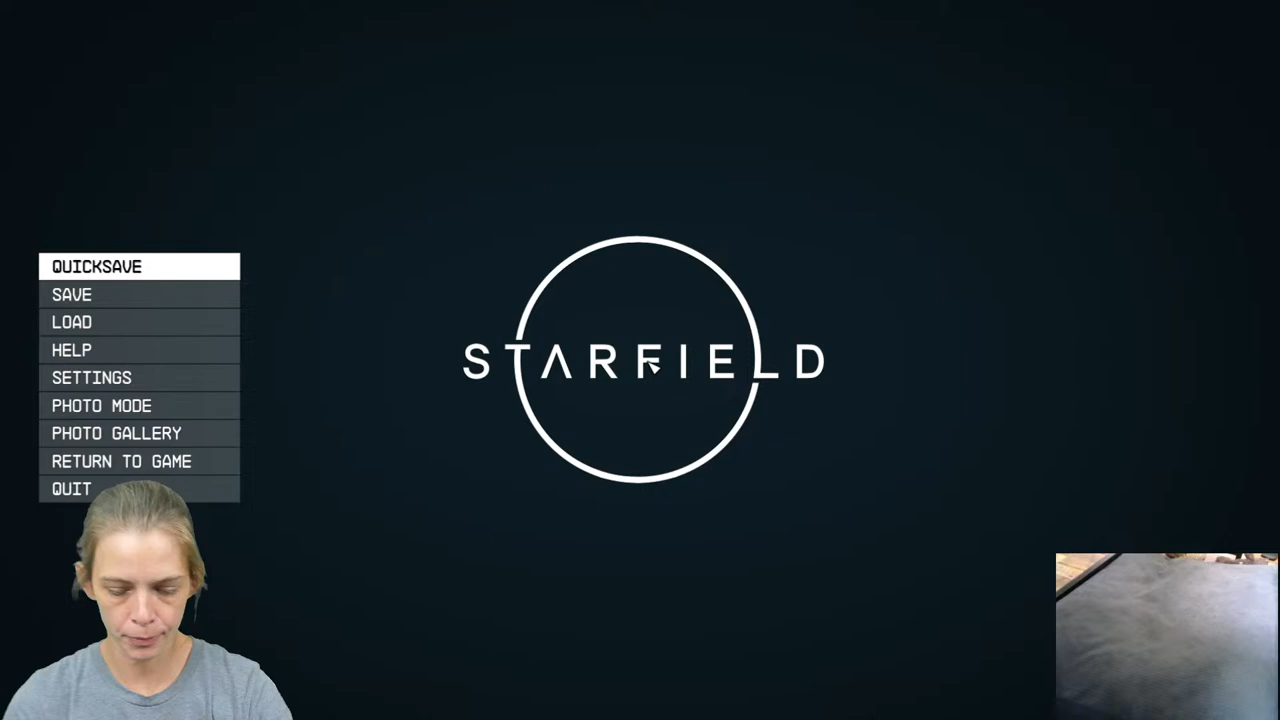 QUICKSAVE
SAVE
LOAD
HELP
SETTINGS
PHOTO MODE
PHOTO GALLERY
RETURN TO GAME
QUIT
STARFIELD